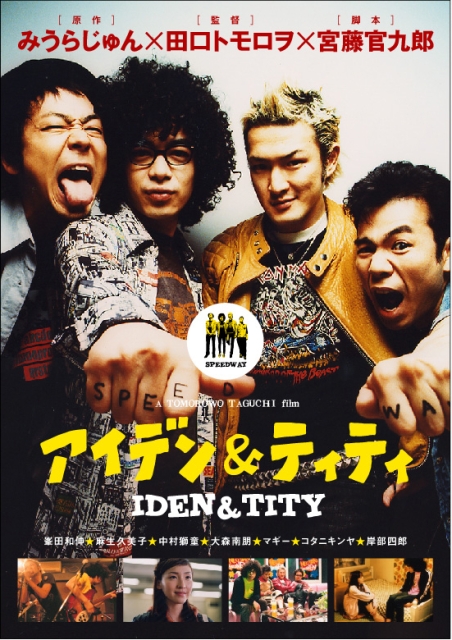 [原作] [監督] [脚本]
みうらじゅん×田口トモロヲ×宮藤官九郎
SPEEDWAY
SPEED WA
A TOMOROWO TAGUCHI film
アイデン&ティティ
IDEN&TITY
峯田和伸★麻生久美子★中村獅童★大森南朋★マギー★コタニキンヤ★岸部四郎